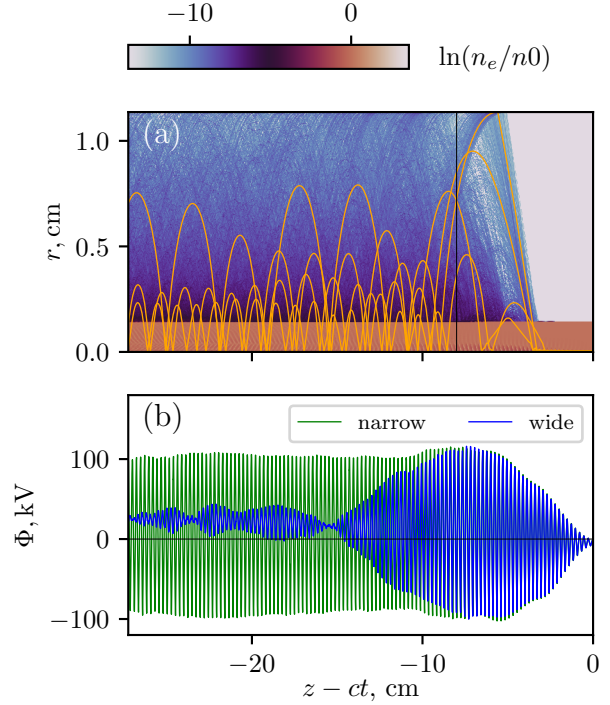 −10 0
ln(n_e/n0)
(a)
1.0
0.5
0.0
r, cm
(b)
narrow wide
100
0
−100
Φ, kV
−20 −10 0
z − ct, cm